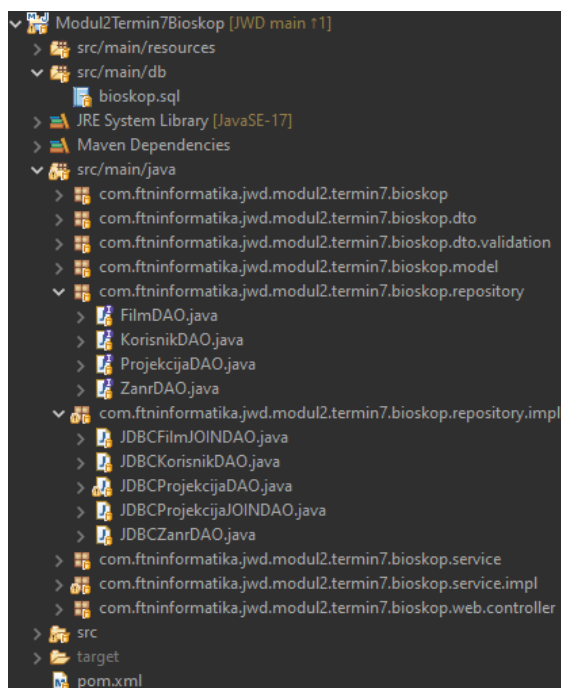 Modul2Termin7Bioskop [JWD main ↑1]
src/main/resources
src/main/db
bioskop.sql
JRE System Library [JavaSE-17]
Maven Dependencies
src/main/java
com.ftninformatika.jwd.modul2.termin7.bioskop
com.ftninformatika.jwd.modul2.termin7.bioskop.dto
com.ftninformatika.jwd.modul2.termin7.bioskop.dto.validation
com.ftninformatika.jwd.modul2.termin7.bioskop.model
com.ftninformatika.jwd.modul2.termin7.bioskop.repository
FilmDAO.java
KorisnikDAO.java
ProjekcijaDAO.java
ZanrDAO.java
com.ftninformatika.jwd.modul2.termin7.bioskop.repository.impl
JDBCFilmJOINDAO.java
JDBCKorisnikDAO.java
JDBCProjekcijaDAO.java
JDBCProjekcijaJOINDAO.java
JDBCZanrDAO.java
com.ftninformatika.jwd.modul2.termin7.bioskop.service
com.ftninformatika.jwd.modul2.termin7.bioskop.service.impl
com.ftninformatika.jwd.modul2.termin7.bioskop.web.controller
src
target
pom.xml